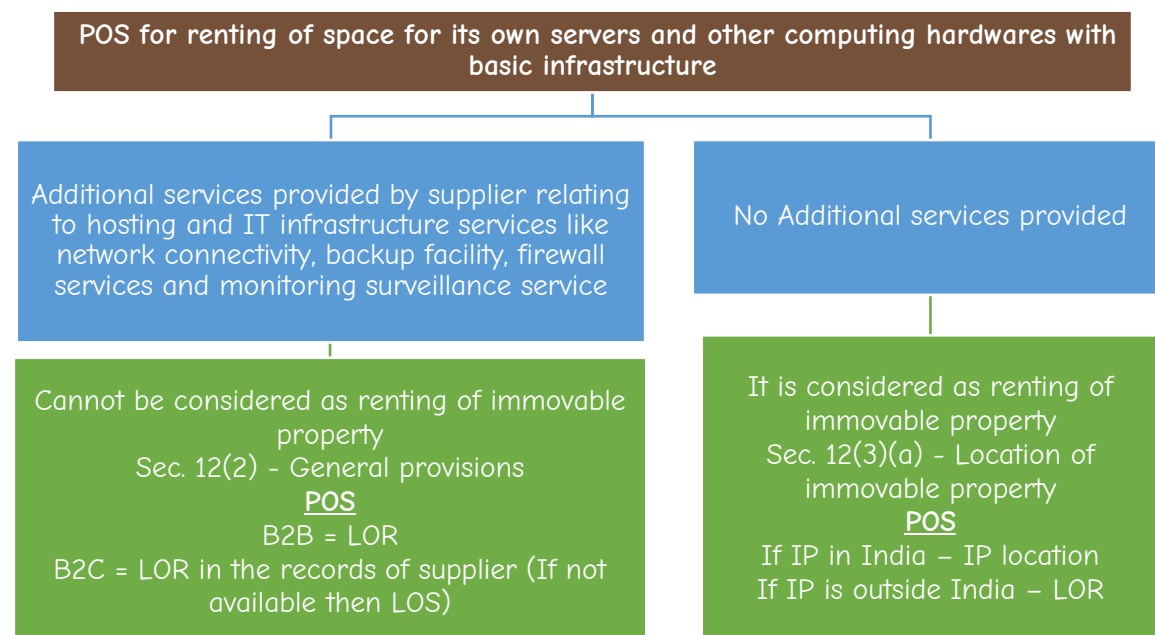 POS for renting of space for its own servers and other computing hardwares with
basic infrastructure
Additional services provided by supplier relating
to hosting and IT infrastructure services like
network connectivity, backup facility, firewall
services and monitoring surveillance service
No Additional services provided
Cannot be considered as renting of immovable
property
Sec. 12(2) - General provisions
POS
B2B = LOR
B2C = LOR in the records of supplier (If not
available then LOS)
It is considered as renting of
immovable property
Sec. 12(3)(a) - Location of
immovable property
POS
If IP in India – IP location
If IP is outside India – LOR